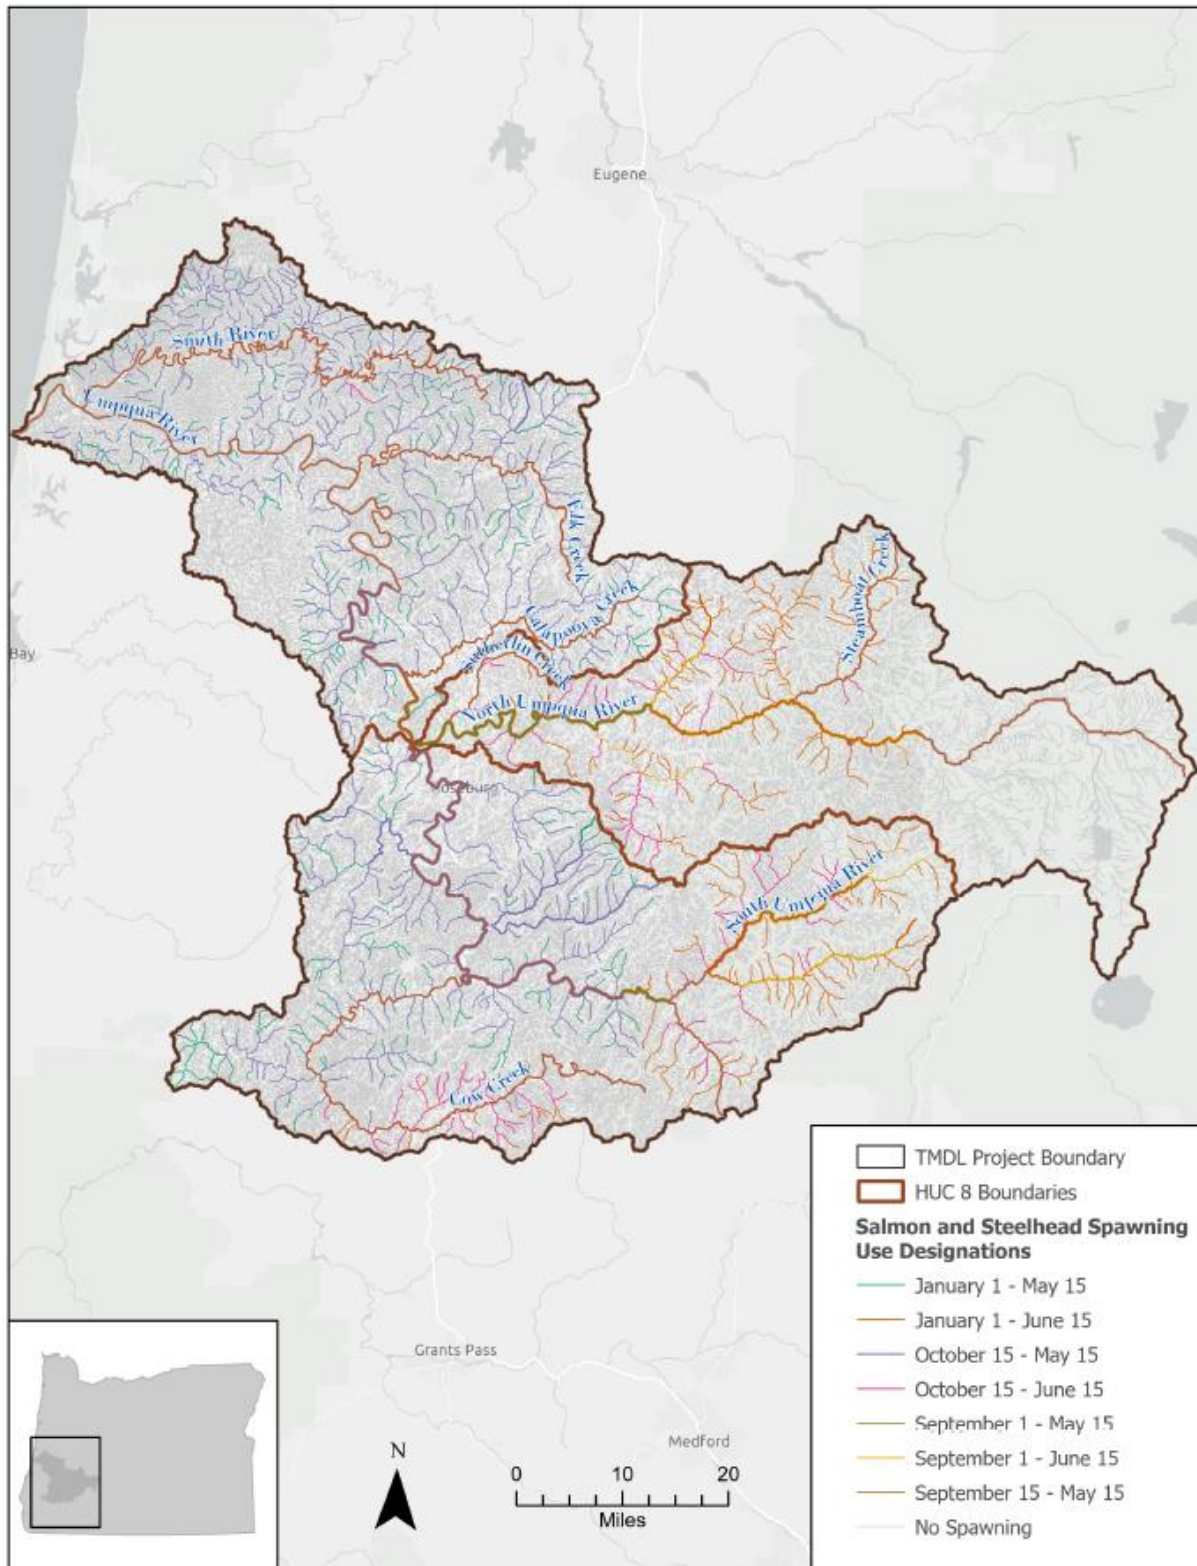 Eugene
Smith River
Umpqua River
Elk Creek
Calapooya Creek
Steamboat Creek
Sutherlin Creek
Bay
North Umpqua River
Roseburg
South Umpqua River
Cow Creek
TMDL Project Boundary
HUC 8 Boundaries
Salmon and Steelhead Spawning
Use Designations
January 1 - May 15
January 1 - June 15
October 15 - May 15
October 15 - June 15
September 1 - May 15
September 1 - June 15
September 15 - May 15
No Spawning
Grants Pass
Medford
N
0 10 20
Miles